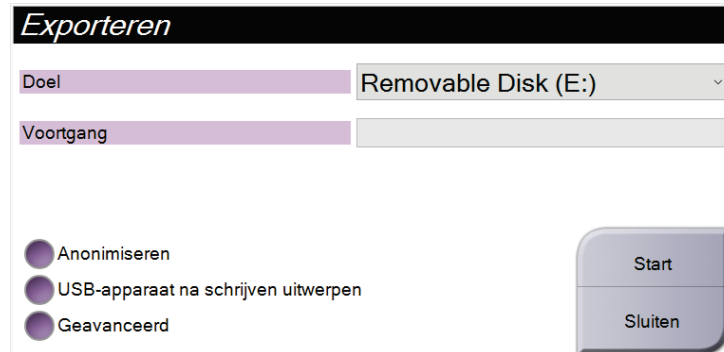 Exporteren
Doel
Removable Disk (E:)
Voortgang
Anonimiseren
USB-apparaat na schrijven uitwerpen
Geavanceerd
Start
Sluiten